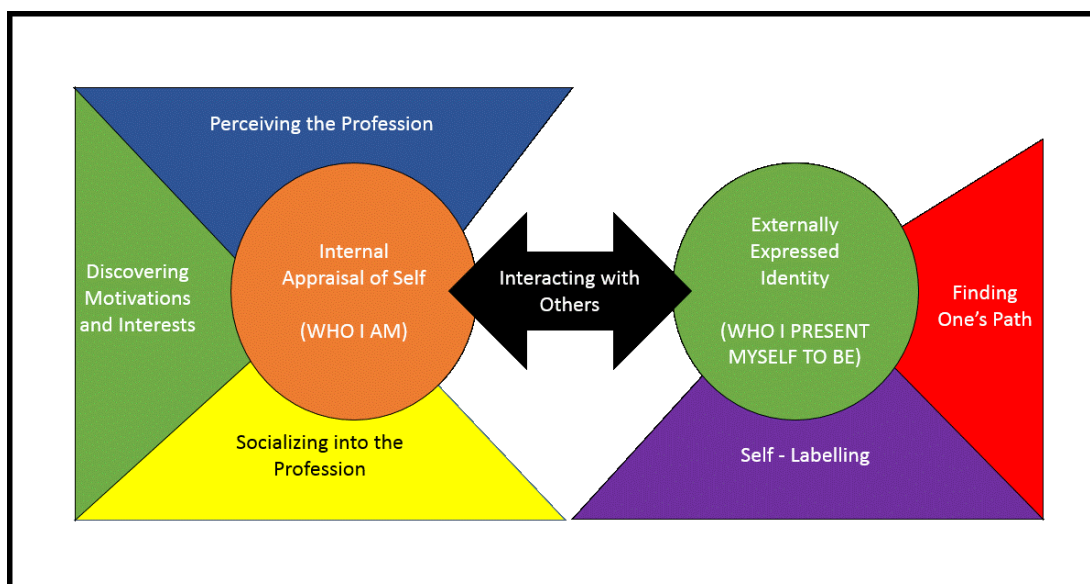 Perceiving the Profession
Discovering
Motivations
and Interests
Internal
Appraisal of Self
(WHO I AM)
Socializing into the
Profession
Interacting with
Others
Externally
Expressed
Identity
(WHO I PRESENT
MYSELF TO BE)
Finding
One's Path
Self - Labelling